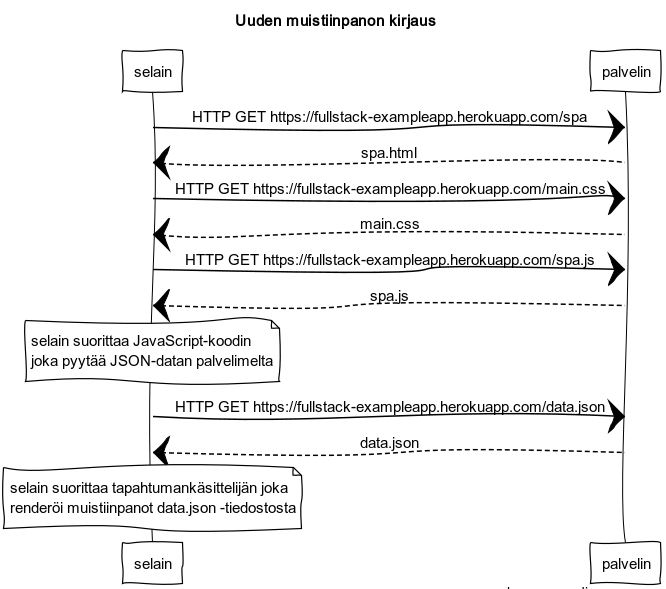 Uuden muistiinpanon kirjaus
selain
palvelin
HTTP GET https://fullstack-exampleapp.herokuapp.com/spa
spa.html
HTTP GET https://fullstack-exampleapp.herokuapp.com/main.css
main.css
HTTP GET https://fullstack-exampleapp.herokuapp.com/spa.js
spa.js
selain suorittaa JavaScript-koodin
joka pyytää JSON-datan palvelimelta
HTTP GET https://fullstack-exampleapp.herokuapp.com/data.json
data.json
selain suorittaa tapahtumankäsittelijän joka
renderöi muistiinpanot data.json -tiedostosta
selain
palvelin